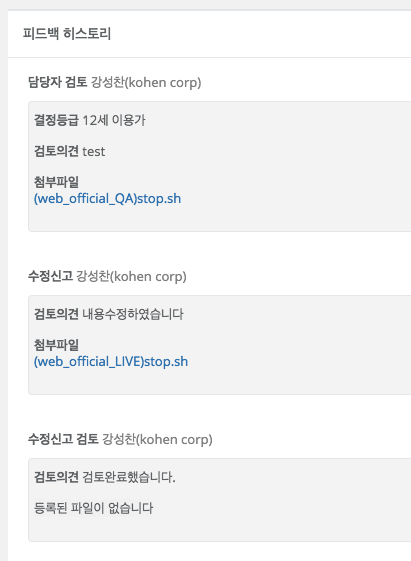 피드백 히스토리
담당자 검토 강성찬(kohen corp)
결정등급 12세 이용가
검토의견 test
첨부파일
(web_official_QA)stop.sh
수정신고 강성찬(kohen corp)
검토의견 내용수정하였습니다
첨부파일
(web_official_LIVE)stop.sh
수정신고 검토 강성찬(kohen corp)
검토의견 검토완료했습니다.
등록된 파일이 없습니다